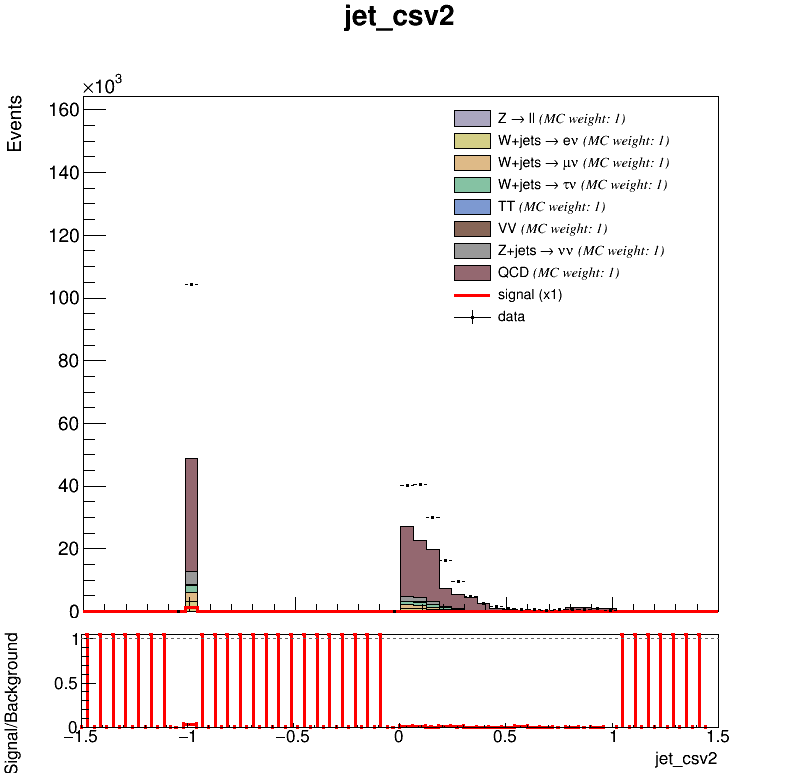 jet_csv2
×10³
Events
160
140
120
100
80
60
40
20
0
Z → ll (MC weight: 1)
W+jets → eν (MC weight: 1)
W+jets → μν (MC weight: 1)
W+jets → τν (MC weight: 1)
TT (MC weight: 1)
VV (MC weight: 1)
Z+jets → νν (MC weight: 1)
QCD (MC weight: 1)
signal (x1)
data
Signal/Background
1
0.5
0
−1.5 −1 −0.5 0 0.5 1 1.5
jet_csv2